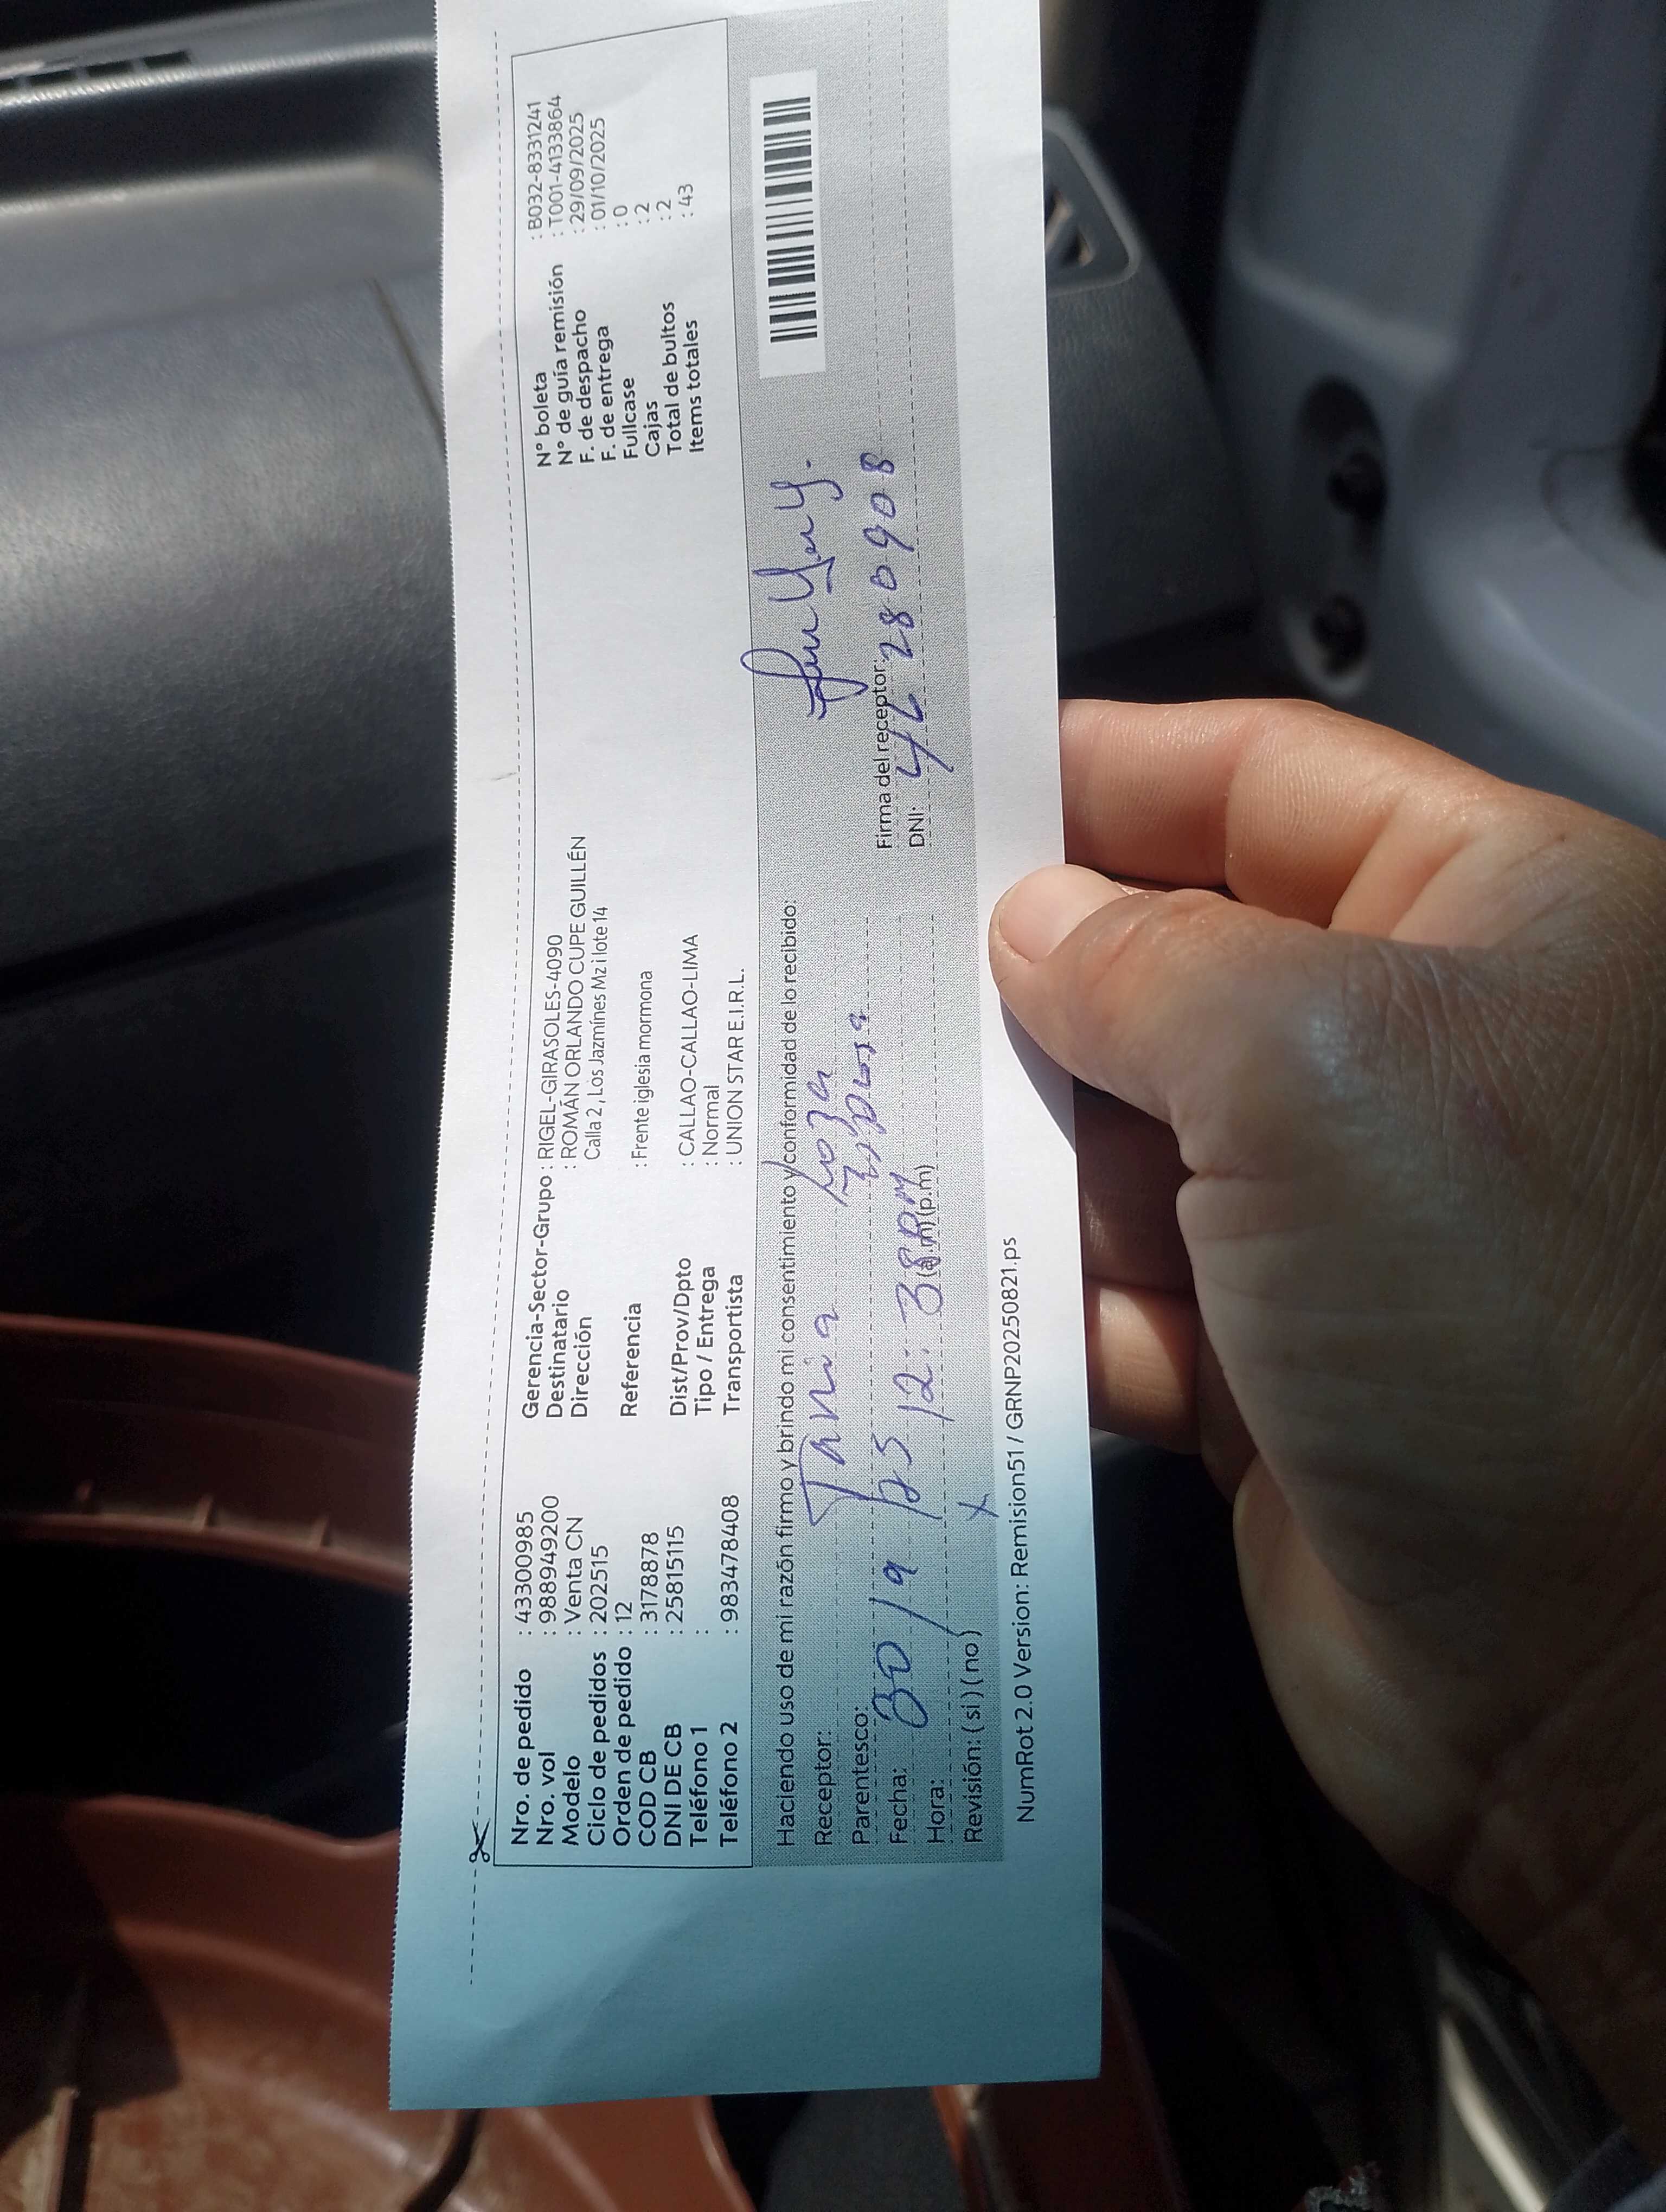 Nro. de pedido : 43300985 Gerencia-Sector-Grupo : RIGEL-GIRASOLES-4090 N° boleta : B032-8331241
Nro. vol : 988949200 Destinatario : ROMÁN ORLANDO CUPE GUILLÉN N° de guía remisión : T001-4133864
Modelo : Venta CN Dirección Calla 2 , Los Jazmínes Mz i lote 14 F. de despacho : 29/09/2025
Ciclo de pedidos : 202515 F. de entrega : 01/10/2025
Orden de pedido : 12 Referencia : Frente iglesia mormona Fullcase : 0
COD CB : 3178878 Cajas : 2
DNI DE CB : 25815115 Dist/Prov/Dpto : CALLAO-CALLAO-LIMA Total de bultos : 2
Teléfono 1 : Tipo / Entrega : Normal Items totales : 43
Teléfono 2 : 983478408 Transportista : UNION STAR E.I.R.L.
Haciendo uso de mi razón firmo y brindo mi consentimiento y conformidad de lo recibido:
Receptor: Tania Loza
Parentesco: Esposa
Fecha: 30/9/25 Firma del receptor:
Hora: 12:38 PM (a.m) (p.m) DNI: 46280908
Revisión: ( si ) ( no ) X
NumRot 2.0 Version: Remision51 / GRNP20250821.ps